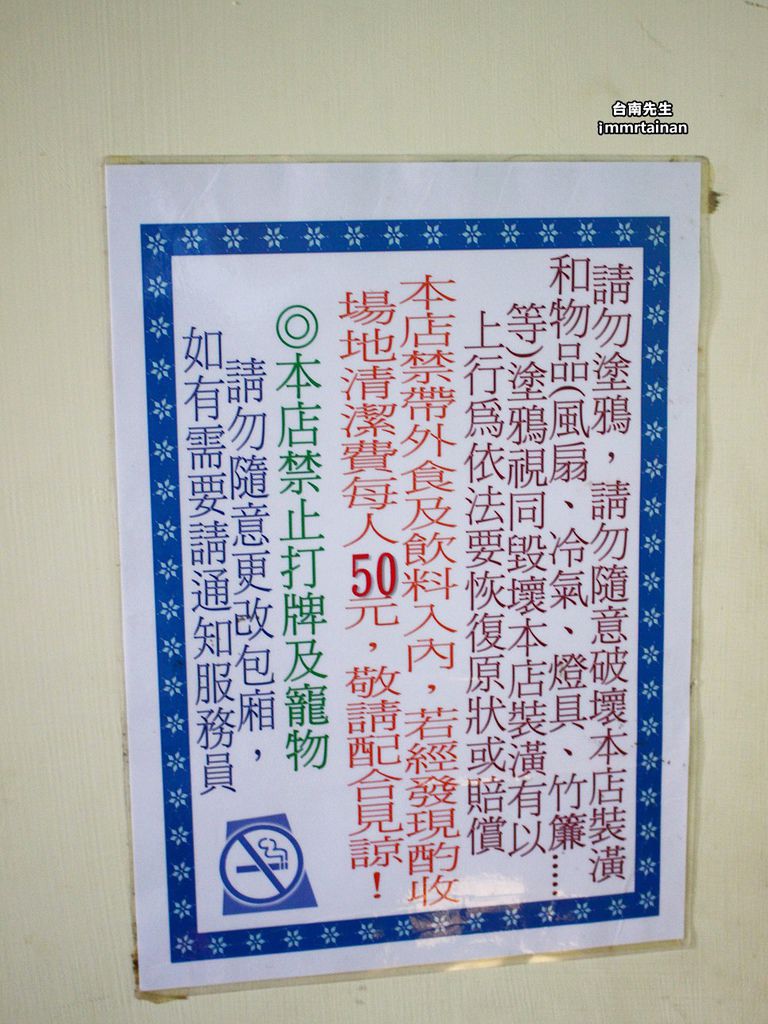 台南先生
immrtainan
請勿塗鴉，請勿隨意破壞本店裝潢
和物品(風扇、冷氣、燈具、竹簾……
等)塗鴉視同毀壞本店裝潢有以
上行爲依法要恢復原狀或賠償
本店禁帶外食及飲料入內，若經發現酌收
場地清潔費每人50元，敬請配合見諒！
◎本店禁止打牌及寵物
請勿隨意更改包廂，
如有需要請通知服務員